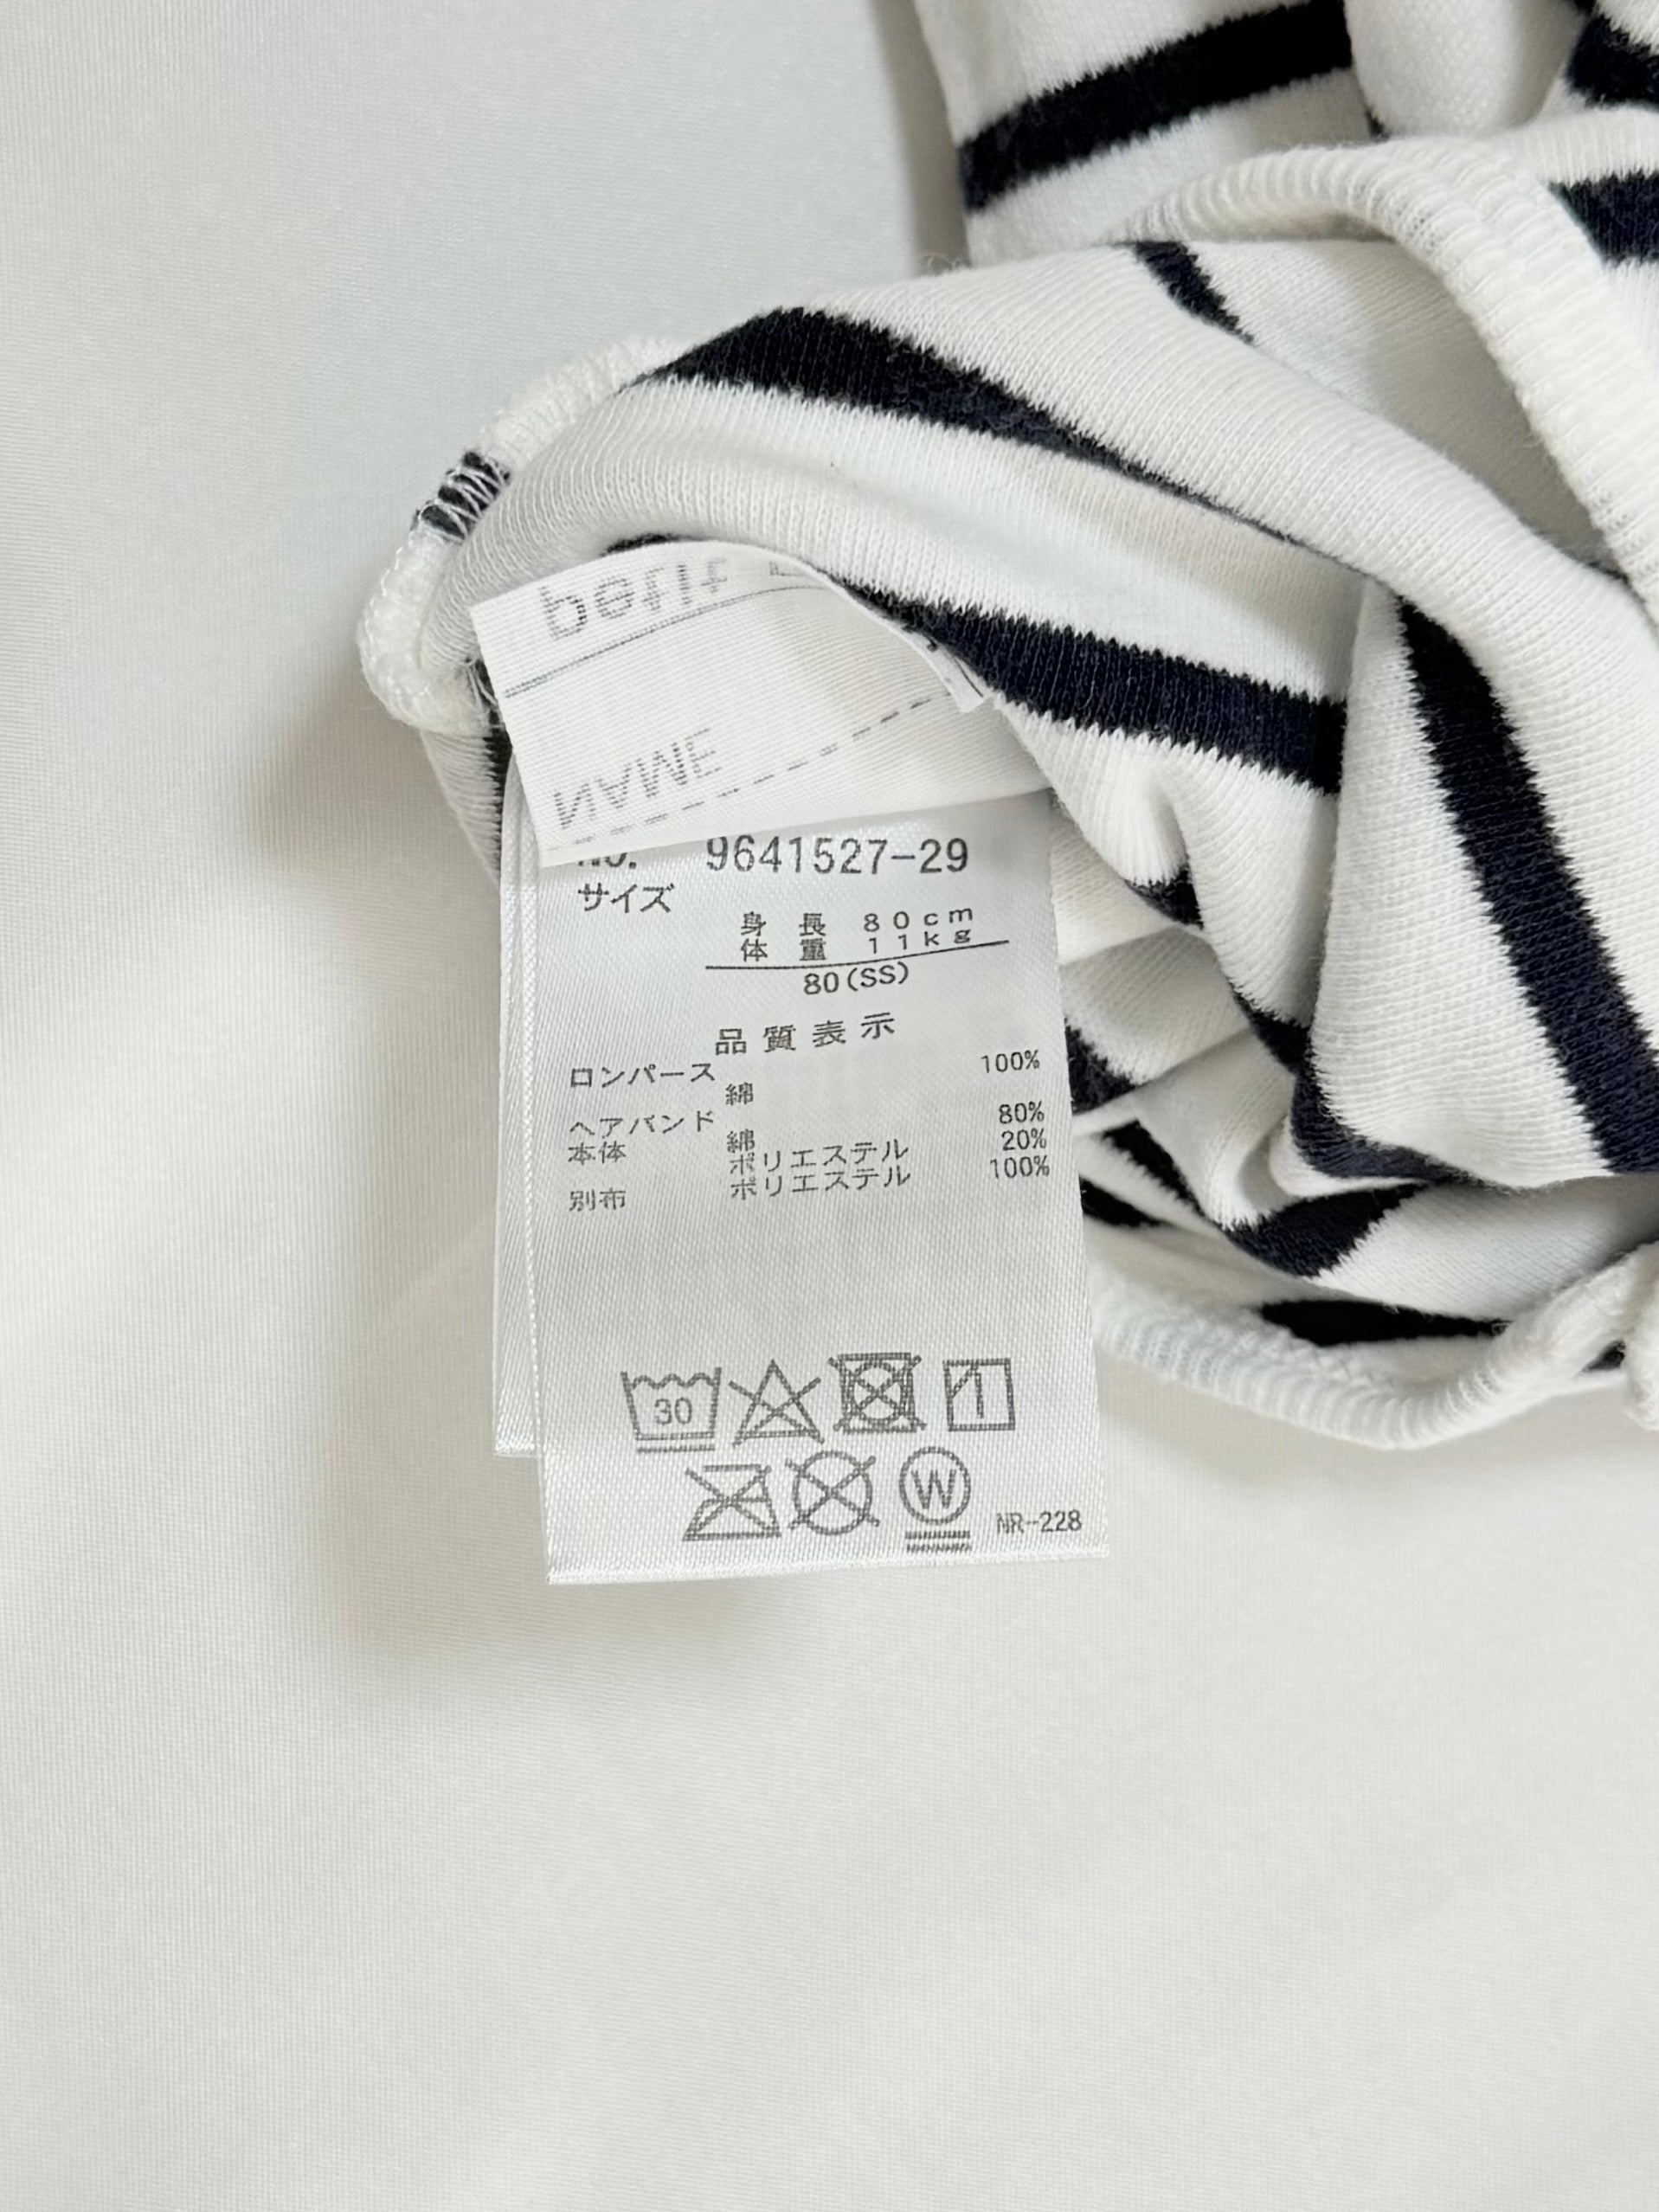 NAME
No. 9641527-29
サイズ
身長 80cm
体重 11kg
80(SS)
品質表示
ロンパース
綿 100%
ヘアバンド
本体 綿 80%
ポリエステル 20%
別布 ポリエステル 100%
30
W
NR-228